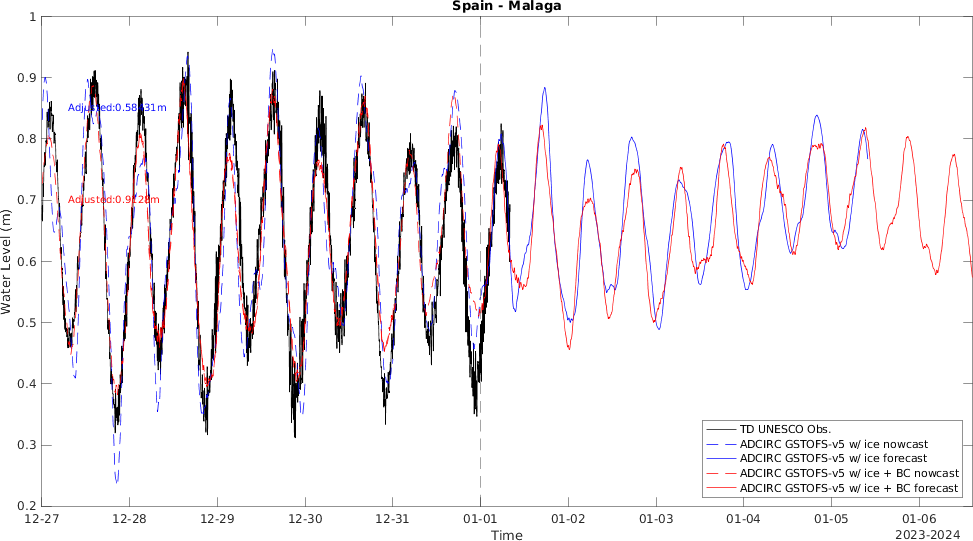 Spain - Malaga
1
0.9
0.8
0.7
0.6
0.5
0.4
0.3
0.2
Water Level (m)
Adjusted:0.58631m
TD UNESCO Obs.
ADCIRC GSTOFS-v5 w/ ice nowcast
ADCIRC GSTOFS-v5 w/ ice forecast
ADCIRC GSTOFS-v5 w/ ice + BC nowcast
ADCIRC GSTOFS-v5 w/ ice + BC forecast
12-27 12-28 12-29 12-30 12-31 01-01 01-02 01-03 01-04 01-05 01-06
Time
2023-2024